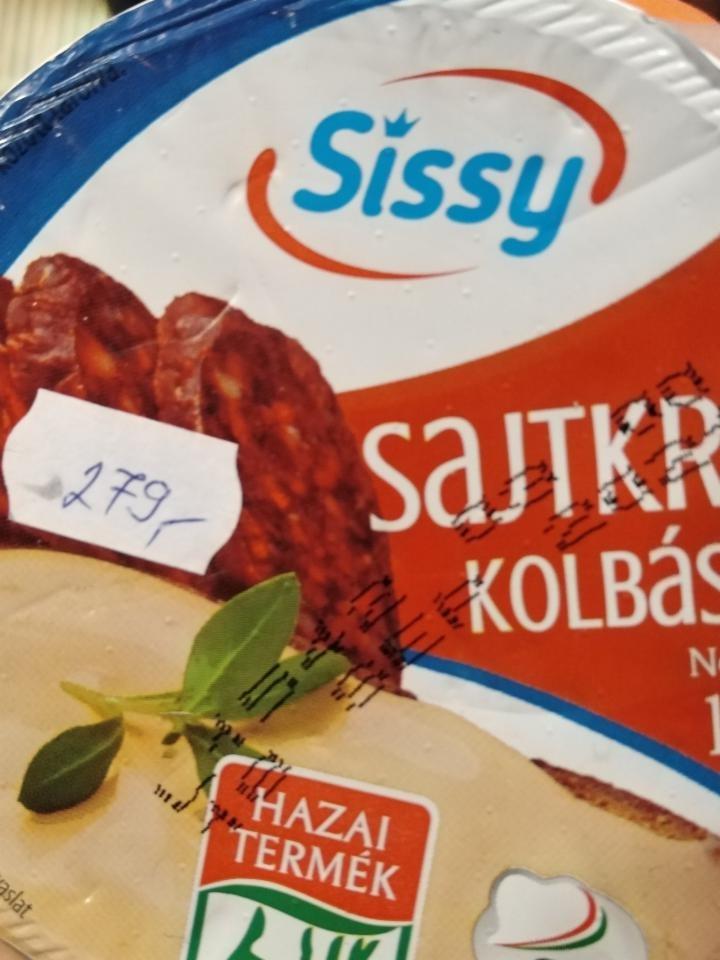 Sissy
279,-
SAJTKR
KOLBÁS
HAZAI
TERMÉK